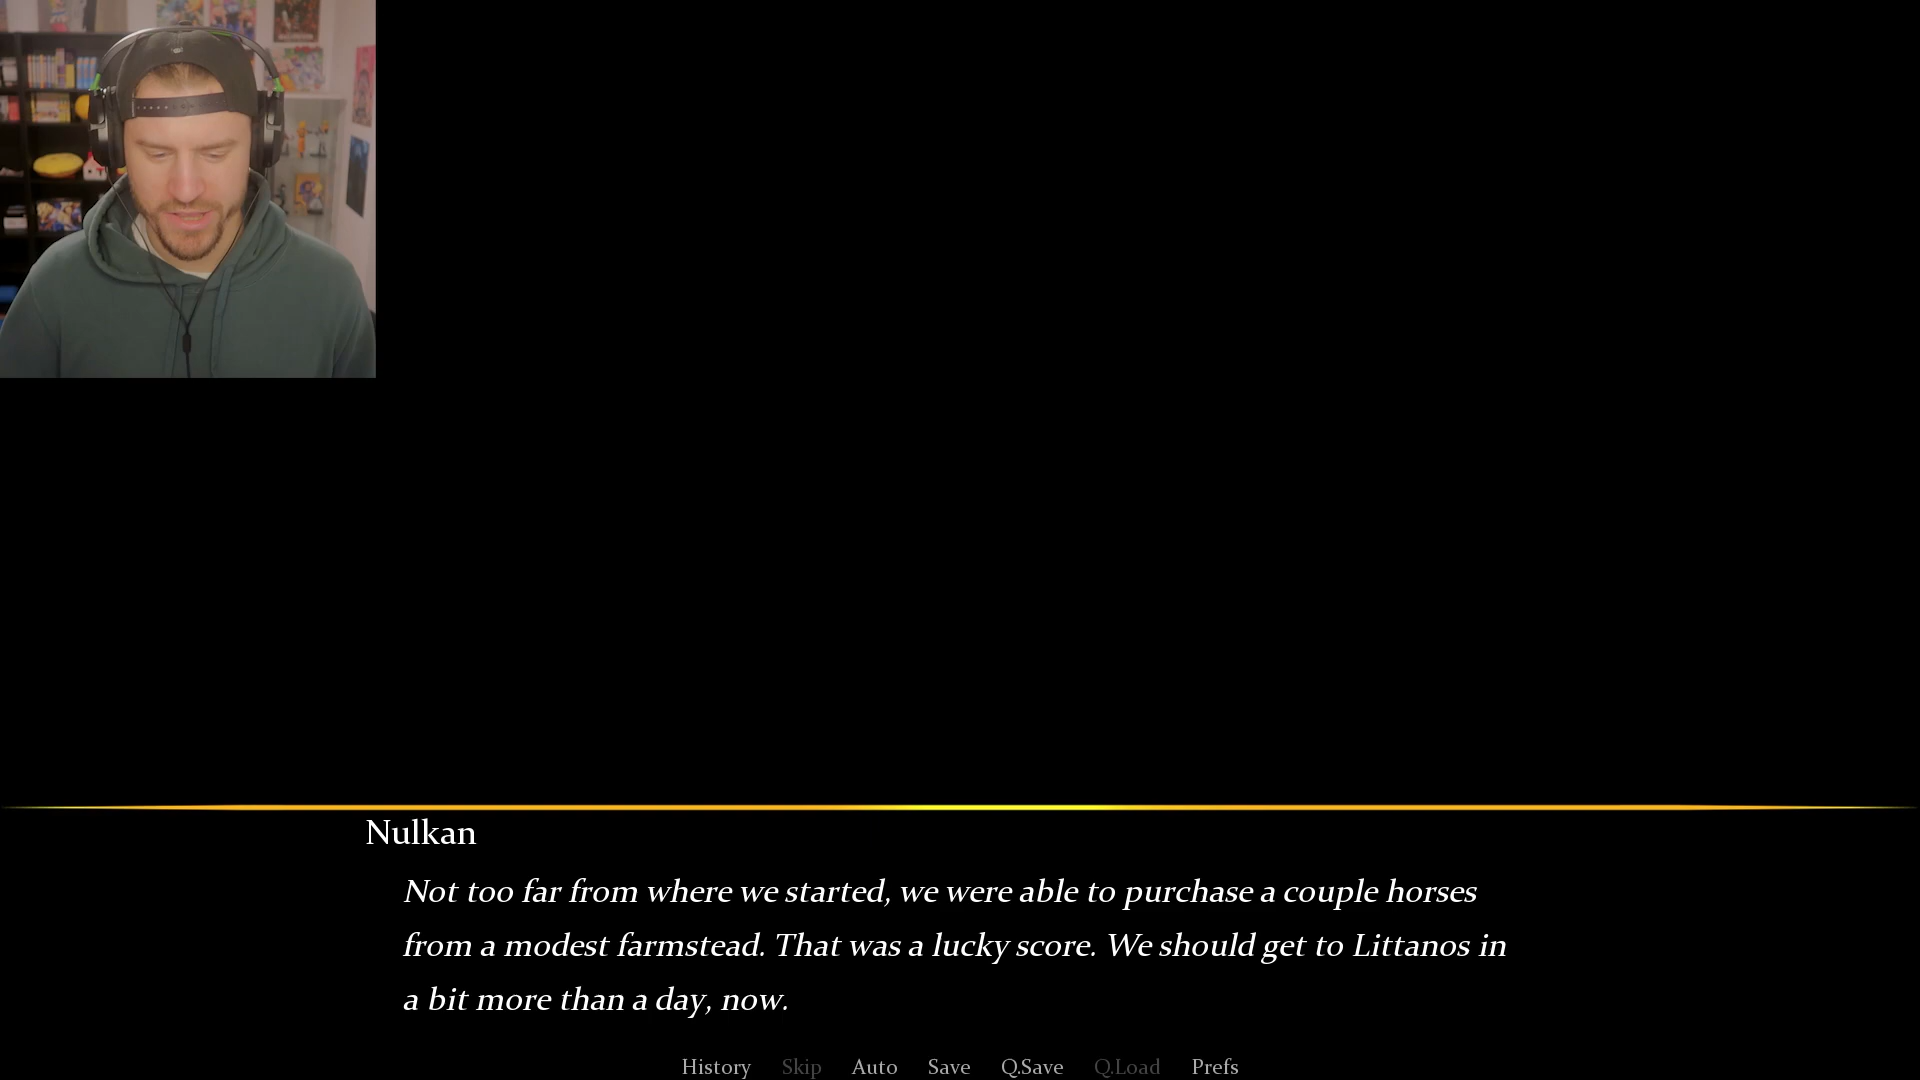 Nulkan
Not too far from where we started, we were able to purchase a couple horses
from a modest farmstead. That was a lucky score. We should get to Littanos in
a bit more than a day, now.
History Skip Auto Save Q.Save Q.Load Prefs